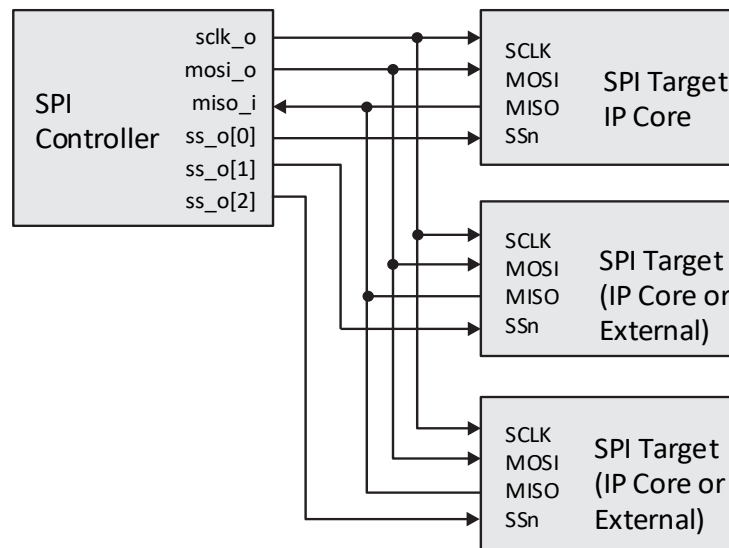 sclk_o
mosi_o
miso_i
ss_o[0]
ss_o[1]
ss_o[2]
SPI
Controller
SCLK
MOSI
MISO
SSn
SPI Target
IP Core
SCLK
MOSI
MISO
SSn
SPI Target
(IP Core or
External)
SCLK
MOSI
MISO
SSn
SPI Target
(IP Core or
External)